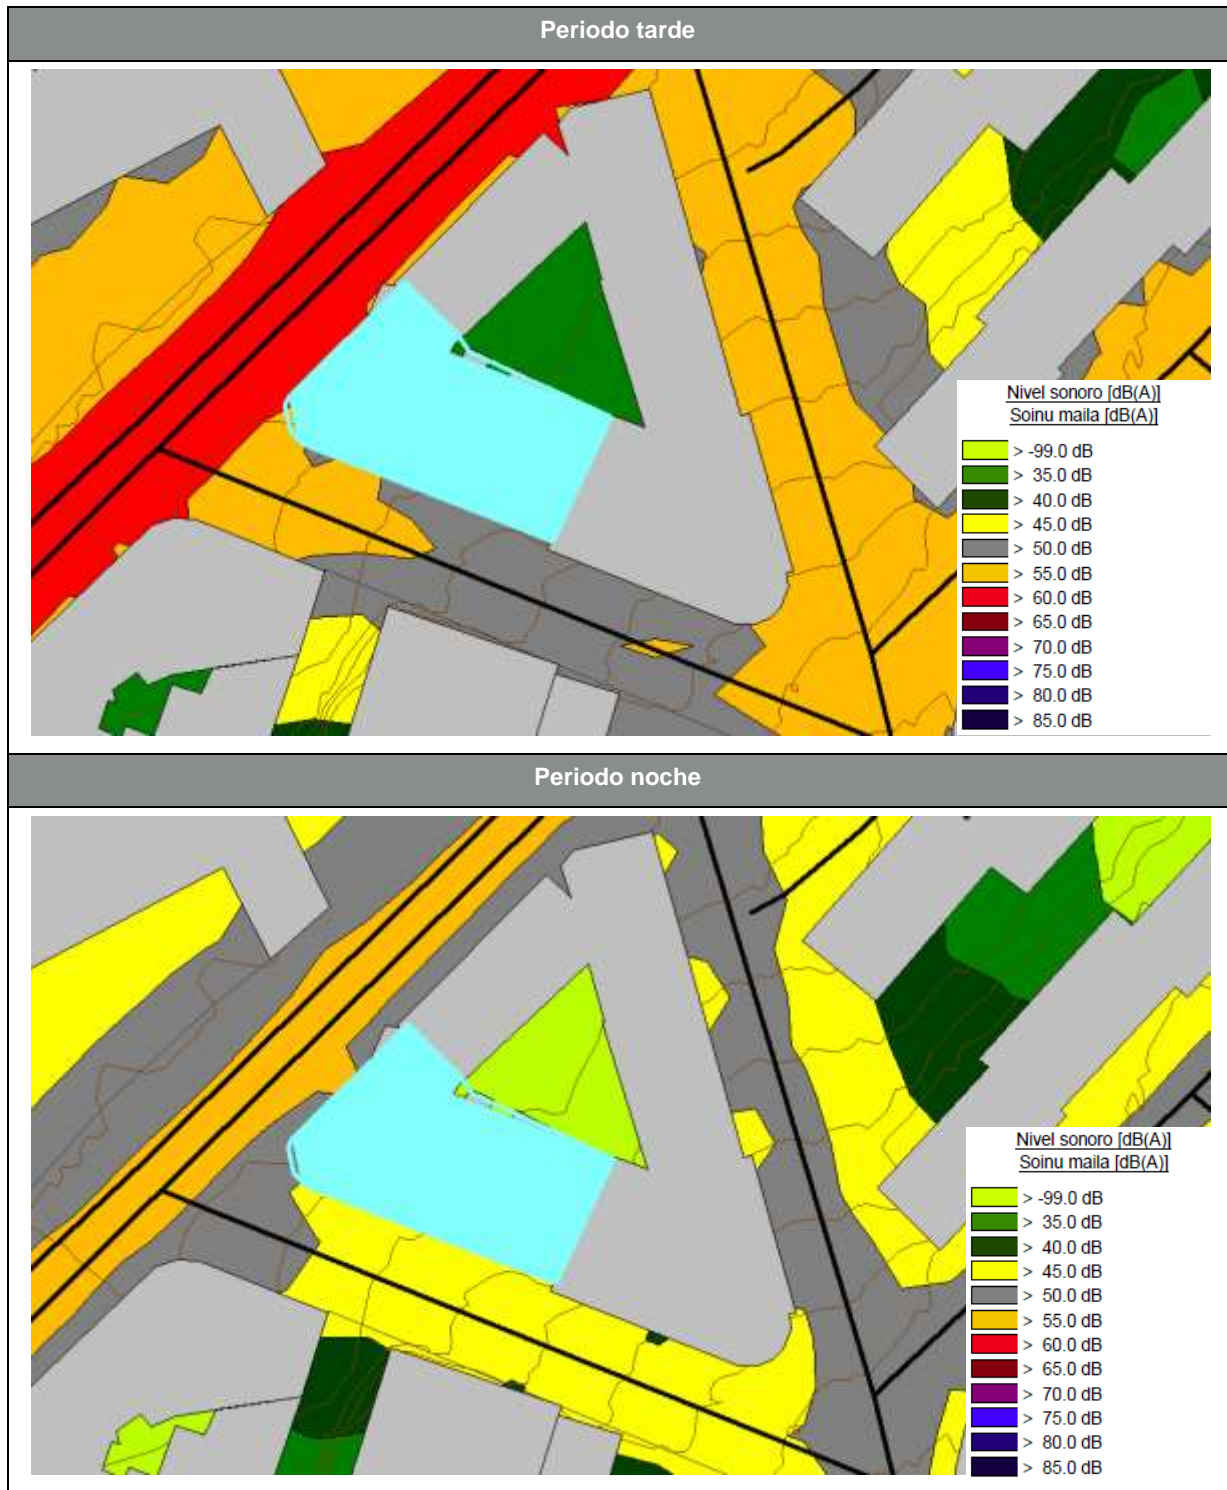 Periodo tarde
Nivel sonoro [dB(A)]
Soinu maila [dB(A)]
> -99.0 dB
> 35.0 dB
> 40.0 dB
> 45.0 dB
> 50.0 dB
> 55.0 dB
> 60.0 dB
> 65.0 dB
> 70.0 dB
> 75.0 dB
> 80.0 dB
> 85.0 dB
Periodo noche
Nivel sonoro [dB(A)]
Soinu maila [dB(A)]
> -99.0 dB
> 35.0 dB
> 40.0 dB
> 45.0 dB
> 50.0 dB
> 55.0 dB
> 60.0 dB
> 65.0 dB
> 70.0 dB
> 75.0 dB
> 80.0 dB
> 85.0 dB